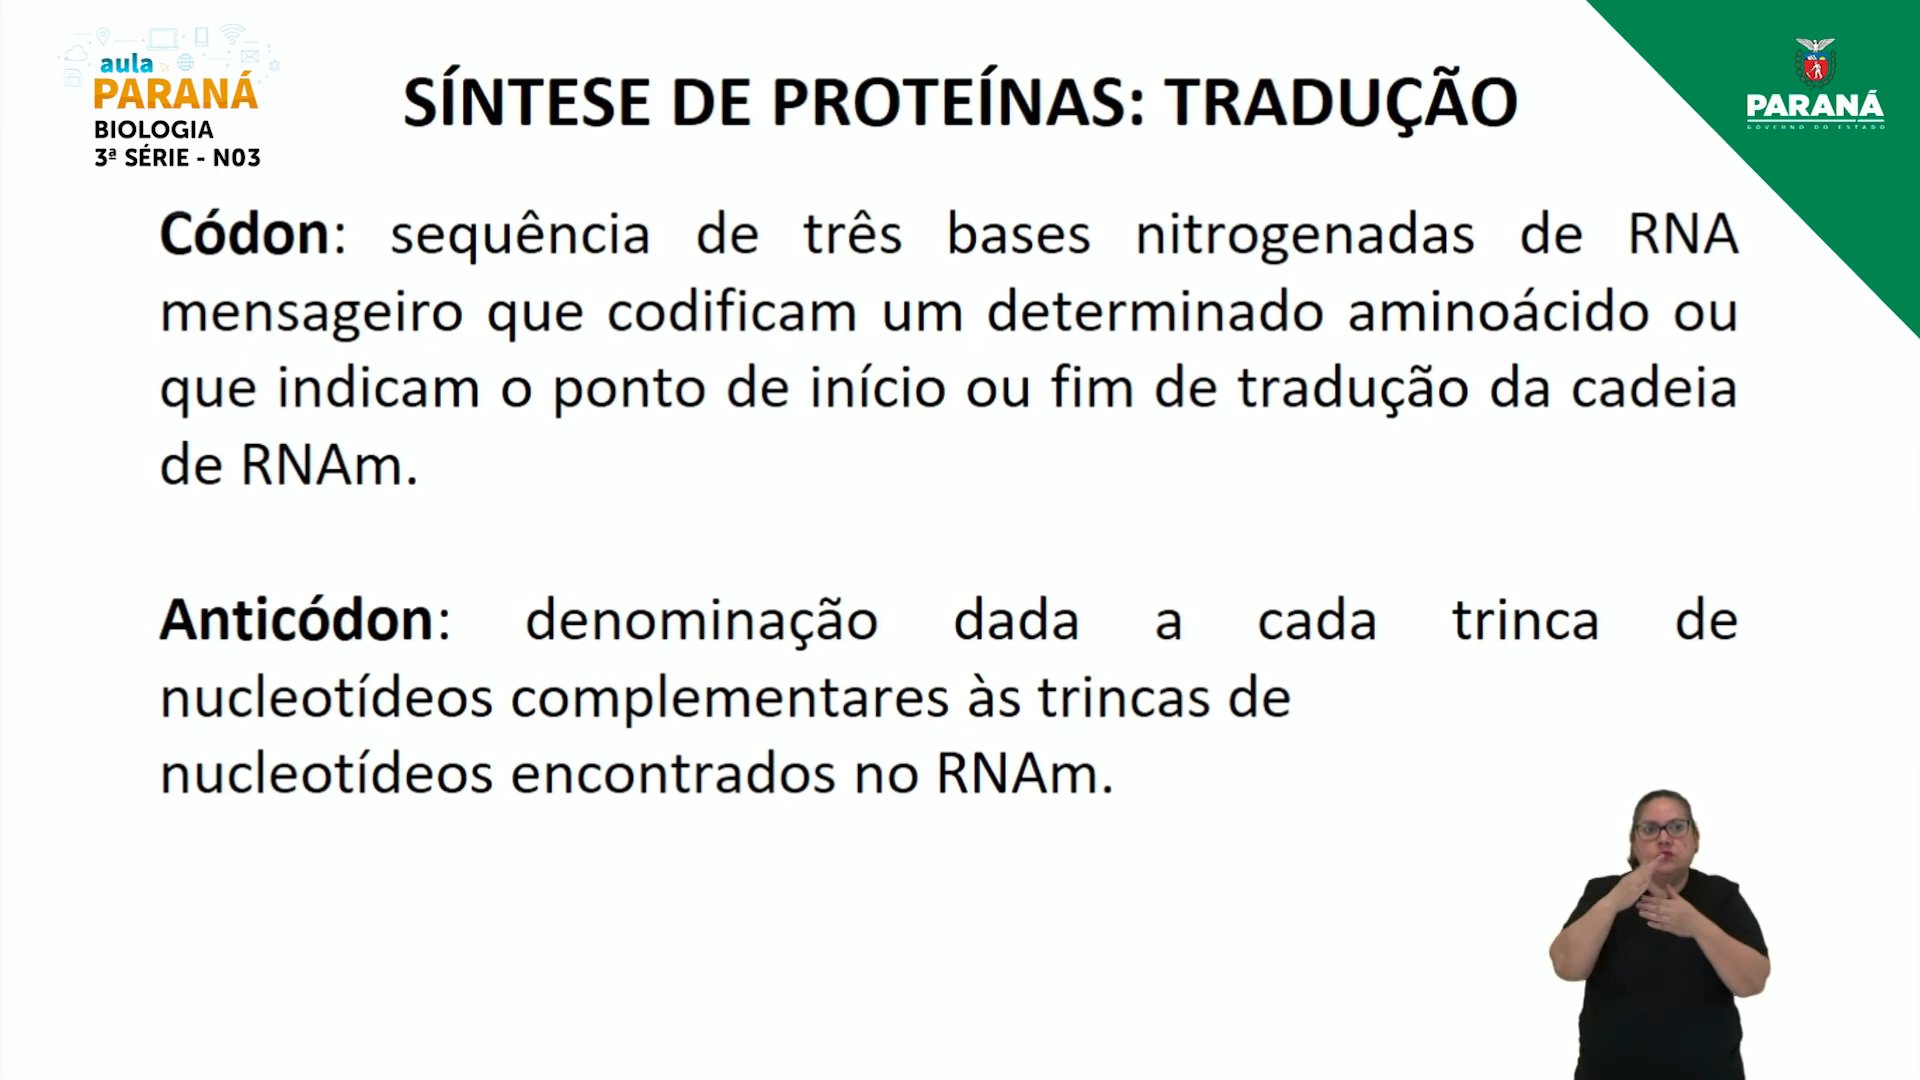 aula
PARANÁ
BIOLOGIA
3ª SÉRIE - N03
SÍNTESE DE PROTEÍNAS: TRADUÇÃO
PARANÁ
GOVERNO DO ESTADO
Códon: sequência de três bases nitrogenadas de RNA
mensageiro que codificam um determinado aminoácido ou
que indicam o ponto de início ou fim de tradução da cadeia
de RNAm.
Anticódon: denominação dada a cada trinca de
nucleotídeos complementares às trincas de
nucleotídeos encontrados no RNAm.